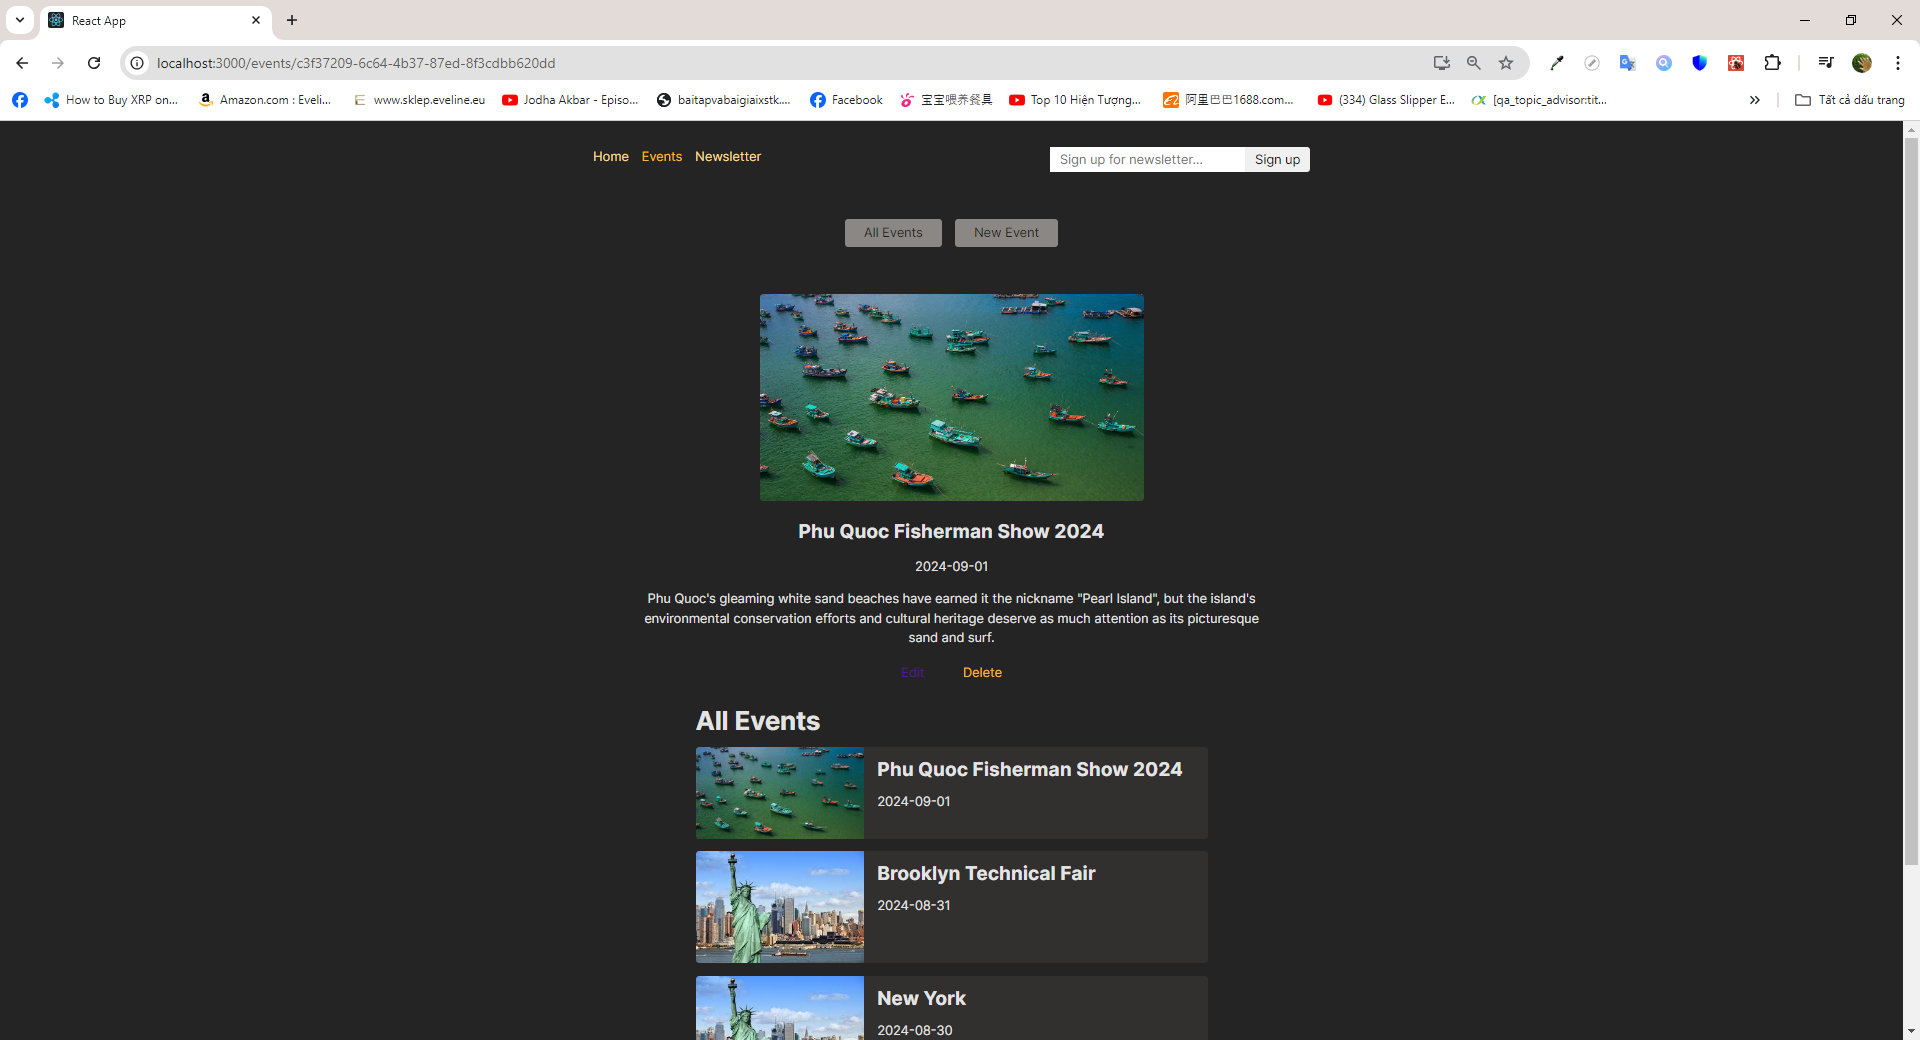 React App
localhost:3000/events/c3f37209-6c64-4b37-87ed-8f3cdbb620dd
How to Buy XRP on...
Amazon.com : Eveli...
www.sklep.eveline.eu
Jodha Akbar - Episo...
baitapvabaigiaixstk....
Facebook
宝宝喂养餐具
Top 10 Hiện Tượng...
阿里巴巴1688.com...
(334) Glass Slipper E...
[qa_topic_advisor:tit...
Tất cả dấu trang
Home Events Newsletter
Sign up for newsletter... Sign up
All Events New Event
Phu Quoc Fisherman Show 2024
2024-09-01
Phu Quoc's gleaming white sand beaches have earned it the nickname "Pearl Island", but the island's
environmental conservation efforts and cultural heritage deserve as much attention as its picturesque
sand and surf.
Edit Delete
All Events
Phu Quoc Fisherman Show 2024
2024-09-01
Brooklyn Technical Fair
2024-08-31
New York
2024-08-30